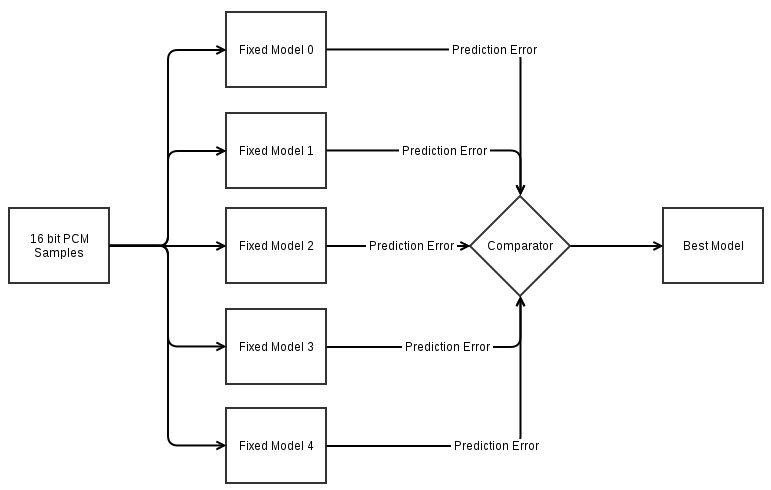 Fixed Model 0
Prediction Error
Fixed Model 1
Prediction Error
16 bit PCM
Samples
Fixed Model 2
Prediction Error
Comparator
Best Model
Fixed Model 3
Prediction Error
Fixed Model 4
Prediction Error